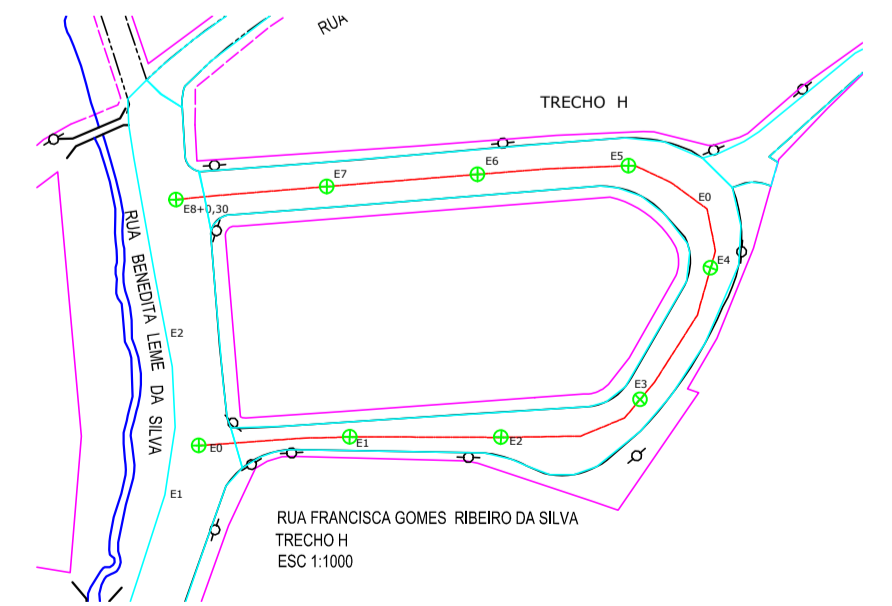 RUA
TRECHO H
E5
E6
E7
E0
E8+0,30
RUA BENEDITA LEME DA SILVA
E4
E2
E3
E1
E2
E0
E1
RUA FRANCISCA GOMES RIBEIRO DA SILVA
TRECHO H
ESC 1:1000